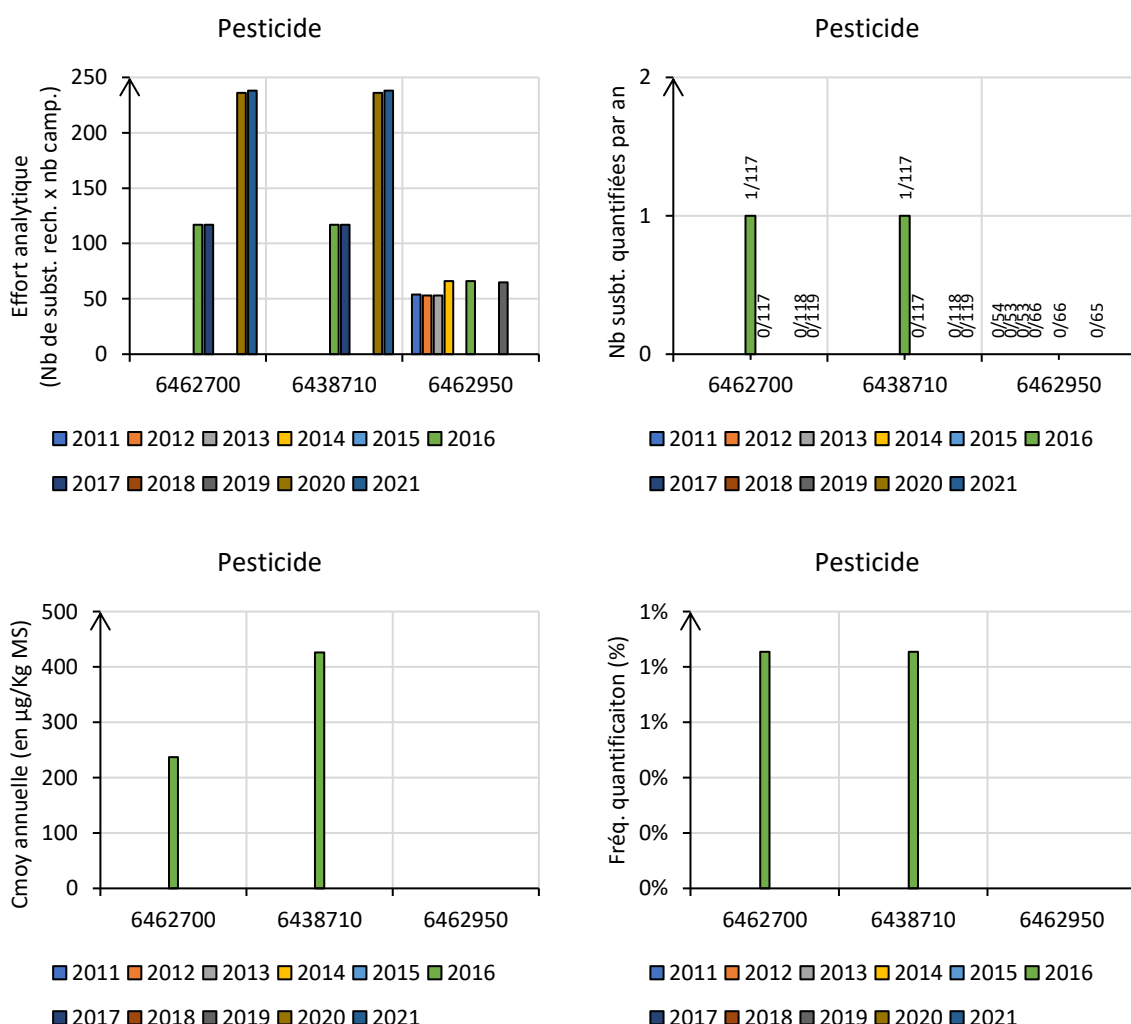 Pesticide
Effort analytique
(Nb de subst. rech. x nb camp.)
250
200
150
100
50
0
6462700 6438710 6462950
2011 2012 2013 2014 2015 2016
2017 2018 2019 2020 2021
Pesticide
Nb susbt. quantifiées par an
2
1
0
1/117
0/117
0/118
0/119
1/117
0/117
0/118
0/119
0/54
0/53
0/53
0/66
0/66
0/65
6462700 6438710 6462950
2011 2012 2013 2014 2015 2016
2017 2018 2019 2020 2021
Pesticide
Cmoy annuelle (en µg/Kg MS)
500
400
300
200
100
0
6462700 6438710 6462950
2011 2012 2013 2014 2015 2016
2017 2018 2019 2020 2021
Pesticide
Fréq. quantificaiton (%)
1%
1%
1%
0%
0%
0%
6462700 6438710 6462950
2011 2012 2013 2014 2015 2016
2017 2018 2019 2020 2021